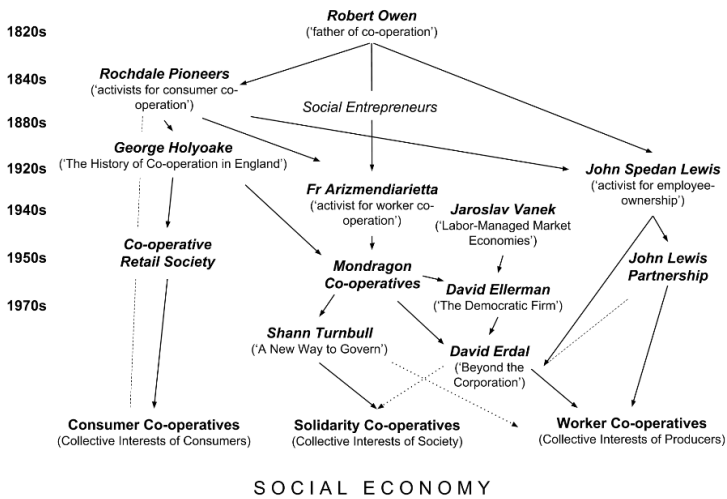 Robert Owen
1820s
('father of co-operation')
Rochdale Pioneers
1840s
('activists for consumer co-
operation')
Social Entrepreneurs
1880s
George Holyoake
('The History of Co-operation in England')
1920s
John Spedan Lewis
('activist for employee-
ownership')
Fr Arizmendiarietta
('activist for worker co-
operation')
1940s
Jaroslav Vanek
('Labor-Managed Market
Economies')
Co-operative
Retail Society
1950s
Mondragon
Co-operatives
John Lewis
Partnership
David Ellerman
('The Democratic Firm')
1970s
Shann Turnbull
('A New Way to Govern')
David Erdal
('Beyond the
Corporation')
Consumer Co-operatives
(Collective Interests of Consumers)
Solidarity Co-operatives
(Collective Interests of Society)
Worker Co-operatives
(Collective Interests of Producers)
SOCIAL ECONOMY